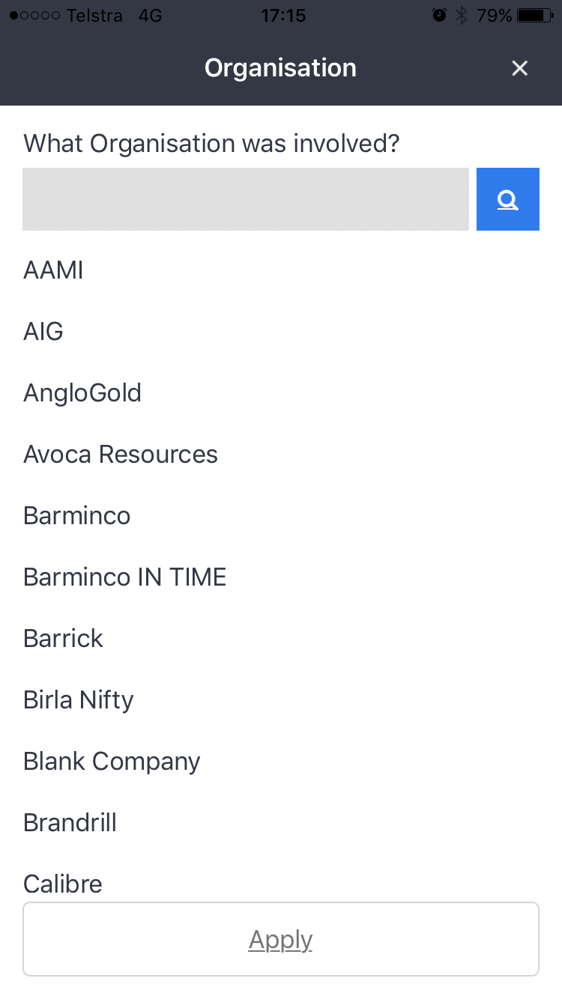 Telstra 4G 17:15 79%
Organisation
What Organisation was involved?
AAMI
AIG
AngloGold
Avoca Resources
Barminco
Barminco IN TIME
Barrick
Birla Nifty
Blank Company
Brandrill
Calibre
Apply